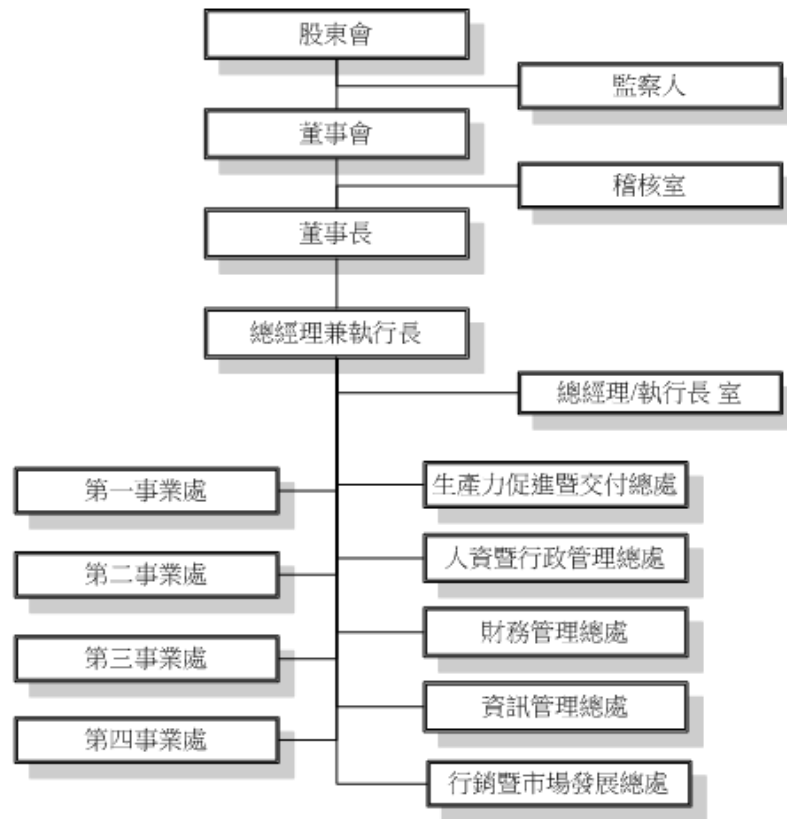 股東會
監察人
董事會
稽核室
董事長
總經理兼執行長
總經理/執行長 室
第一事業處
生產力促進暨交付總處
第二事業處
人資暨行政管理總處
第三事業處
財務管理總處
第四事業處
資訊管理總處
行銷暨市場發展總處